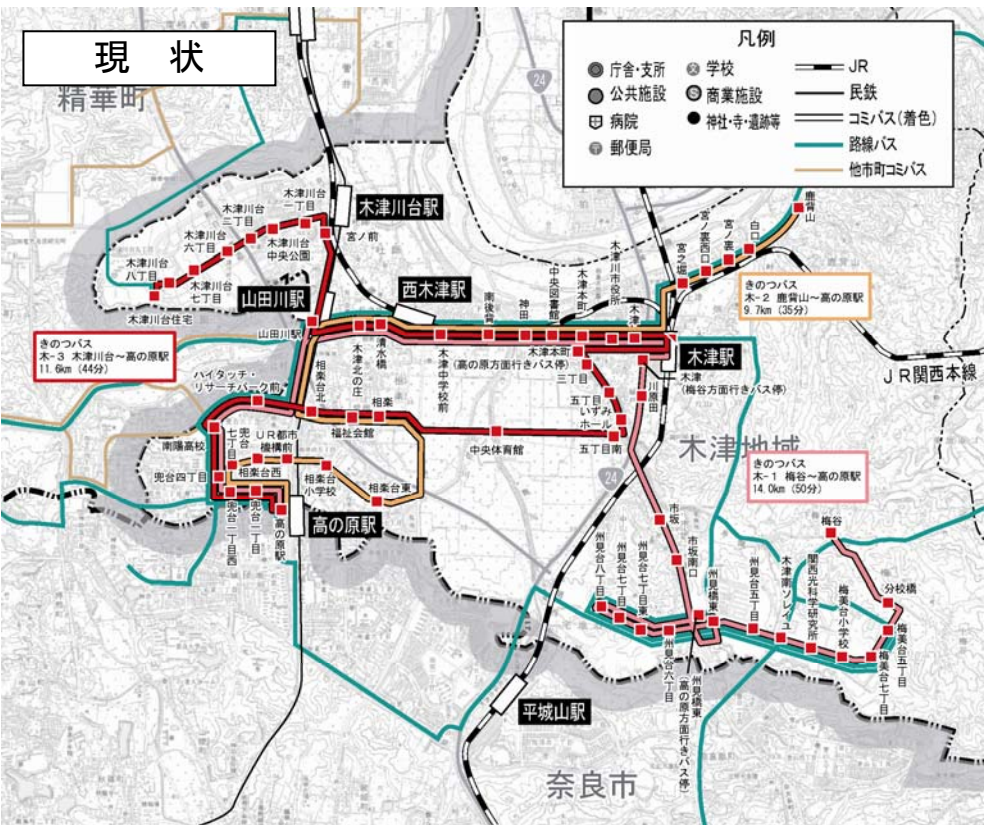 現 状
精華町
凡例
庁舎・支所
文 学校
JR
公共施設
S 商業施設
民鉄
病院
神社・寺・遺跡等
コミバス(着色)
〒 郵便局
路線バス
他市町コミバス
24
木津川台
一丁目
木津川台
二丁目
木津川台
六丁目
木津川台
八丁目
木津川台
七丁目
木津川台
中央公園
木津川台駅
宮ノ前
木津川台住宅
山田川駅
山田川駅
西木津駅
南後背
神田
中央図書館
木津本町
木津川市役所
木津
宮之堀
宮ノ裏西口
宮ノ裏
白口
鹿背山
きのつバス
木-2 鹿背山~高の原駅
9.7km (35分)
きのつバス
木-3 木津川台~高の原駅
11.6km (44分)
木津北の庄
清水橋
木津中学校前
木津本町
(高の原方面行きバス停)
木津駅
木津
(梅谷方面行きバス停)
JR関西本線
ハイタッチ・
リサーチパーク前
相楽台北
相楽
福祉会館
三丁目
五丁目
いずみ
ホール
五丁目南
川原田
中央体育館
木津地域
24
南陽高校
兜台
七丁目
UR都市
機構前
相楽台西
相楽台
小学校
相楽台東
兜台四丁目
兜台二丁目西
兜台二丁目
高の原駅
高の原駅
きのつバス
木-1 梅谷~高の原駅
14.0km (50分)
市坂
市坂南口
梅谷
分校橋
州見台八丁目
州見台七丁目
州見台七丁目東
州見橋東
州見台五丁目
木津南ソレイユ
関西光科学研究所
梅美台小学校
梅美台五丁目
梅美台七丁目
州見台六丁目
州見橋東
(高の原方面行きバス停)
平城山駅
奈良市